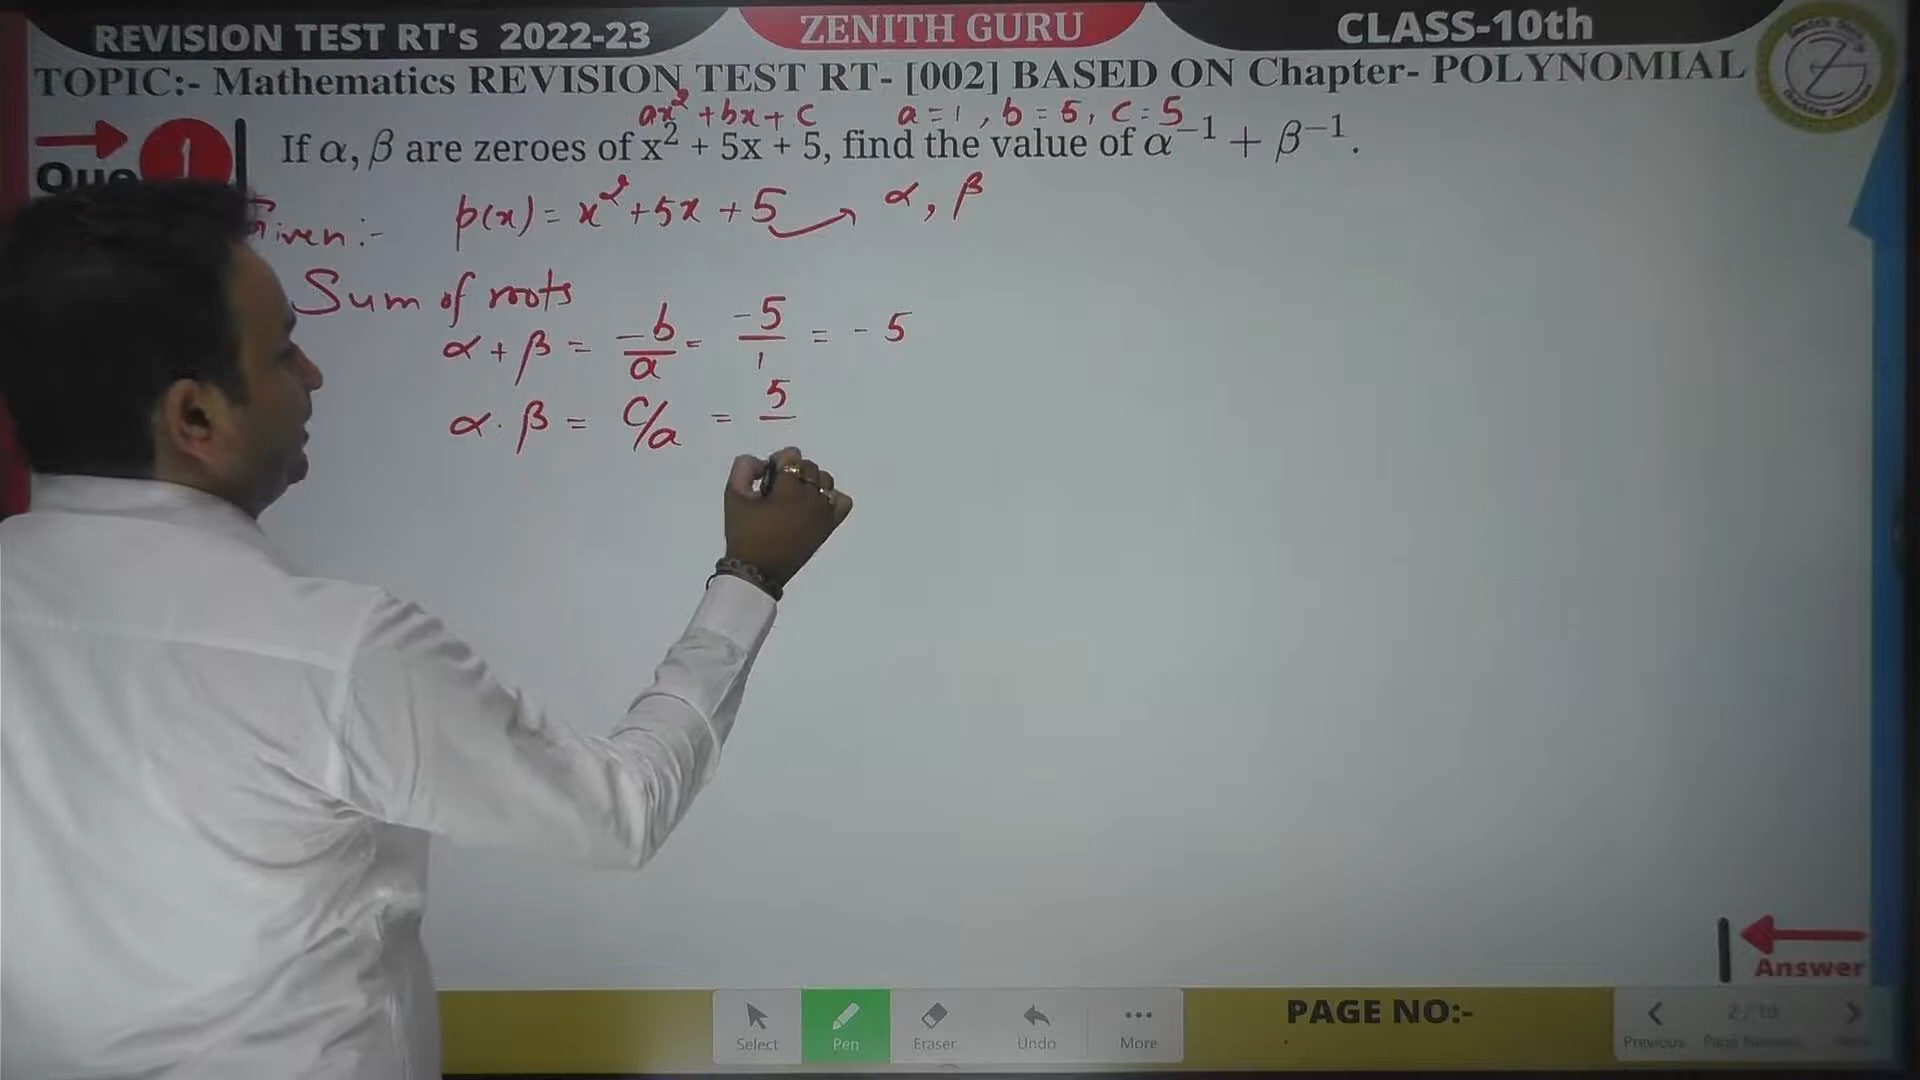 REVISION TEST RT's 2022-23
ZENITH GURU
CLASS-10th
TOPIC:- Mathematics REVISION TEST RT- [002] BASED ON Chapter- POLYNOMIAL
ax² + bx + c a = 1, b = 5, c = 5
1 If α, β are zeroes of x² + 5x + 5, find the value of α⁻¹ + β⁻¹.
Given :- p(x) = x² + 5x + 5 → α, β
Sum of roots
α + β = -b/a = -5/1 = -5
α · β = c/a = 5
Answer
PAGE NO:-
Select Pen Eraser Undo More
Previous